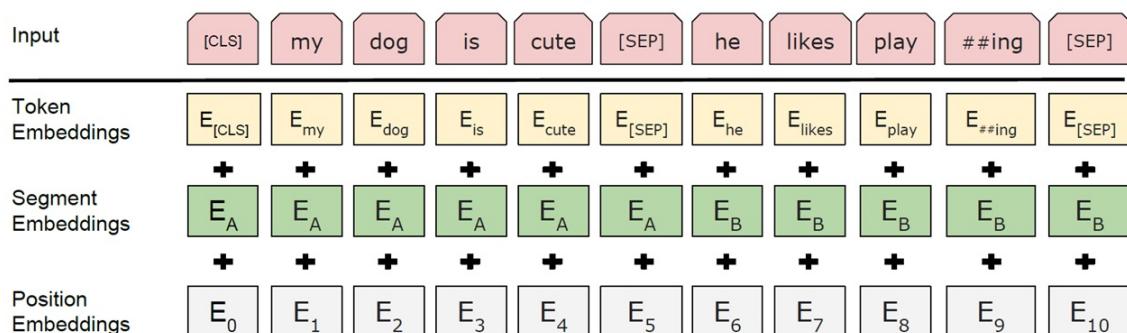 Input [CLS] my dog is cute [SEP] he likes play ##ing [SEP]
Token Embeddings E[CLS] Emy Edog Eis Ecute E[SEP] Ehe Elikes Eplay E##ing E[SEP]
+ + + + + + + + + + +
Segment Embeddings EA EA EA EA EA EA EB EB EB EB EB
+ + + + + + + + + + +
Position Embeddings E0 E1 E2 E3 E4 E5 E6 E7 E8 E9 E10